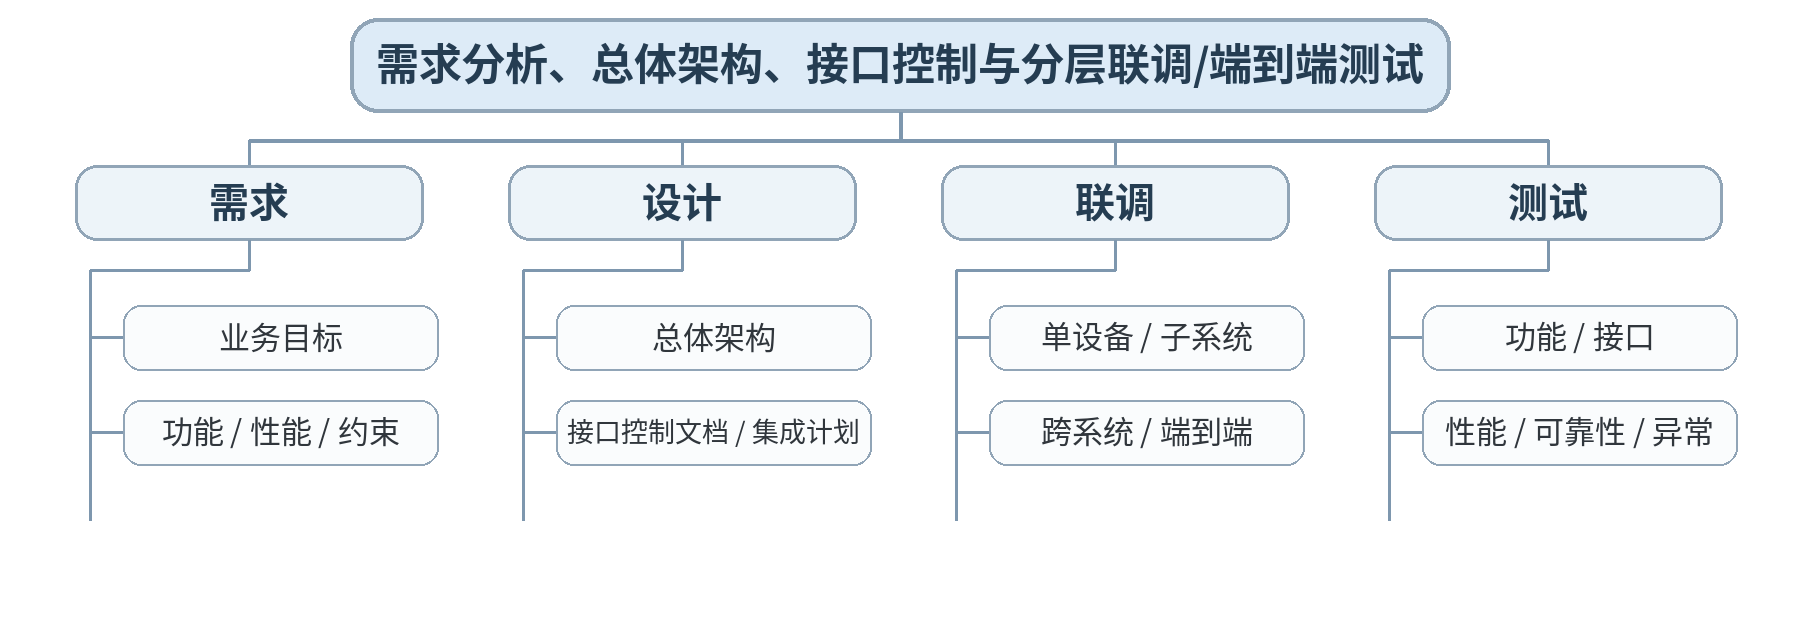 需求分析、总体架构、接口控制与分层联调/端到端测试
需求
设计
联调
测试
业务目标
总体架构
单设备 / 子系统
功能 / 接口
功能 / 性能 / 约束
接口控制文档 / 集成计划
跨系统 / 端到端
性能 / 可靠性 / 异常